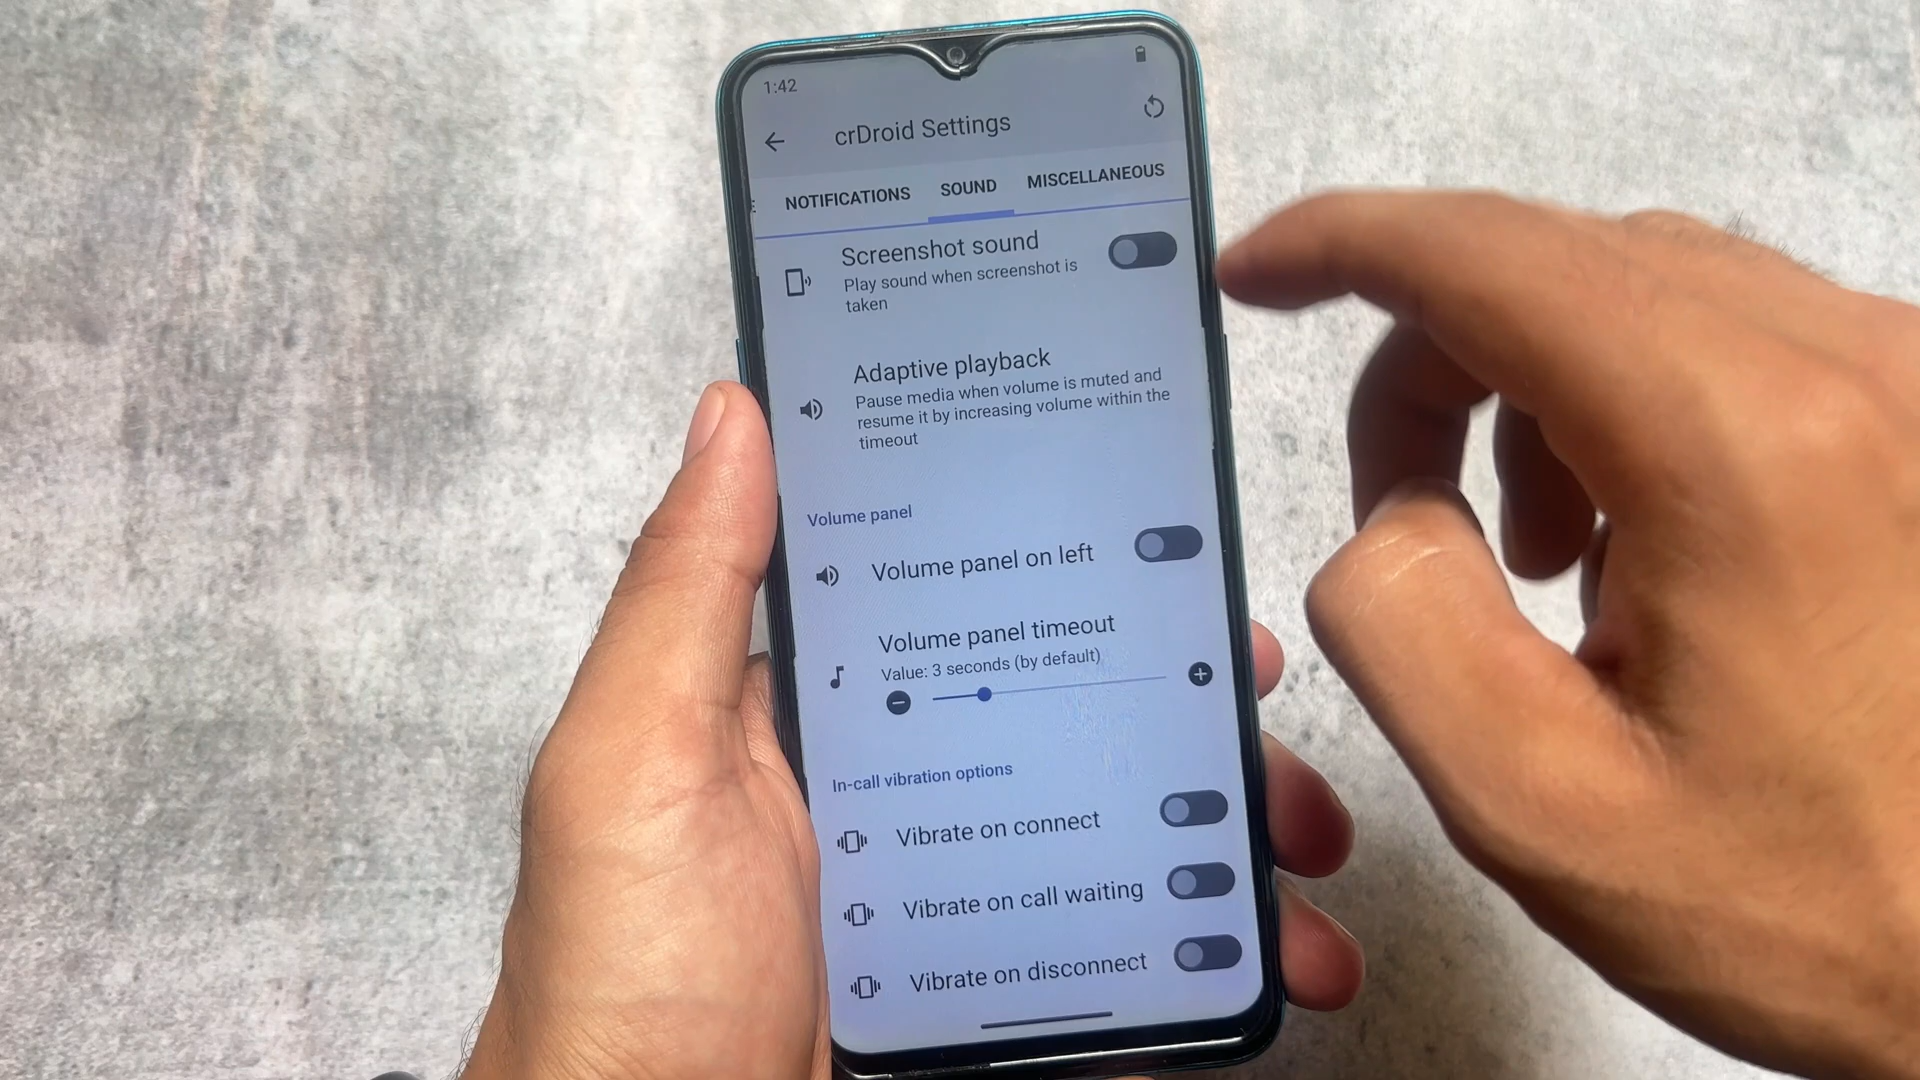 1:42
crDroid Settings
NOTIFICATIONS
SOUND
MISCELLANEOUS
Screenshot sound
Play sound when screenshot is
taken
Adaptive playback
Pause media when volume is muted and
resume it by increasing volume within the
timeout
Volume panel
Volume panel on left
Volume panel timeout
Value: 3 seconds (by default)
In-call vibration options
Vibrate on connect
Vibrate on call waiting
Vibrate on disconnect